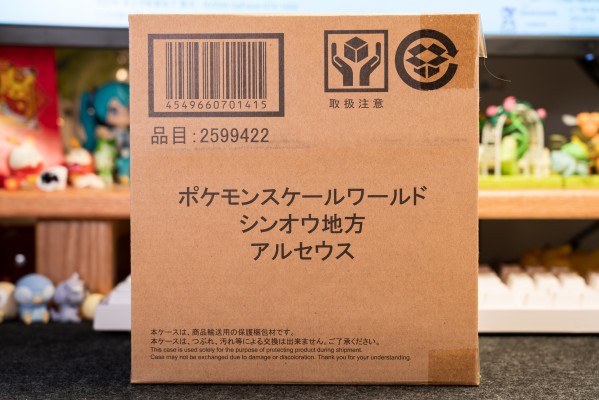 4549660701415
取扱注意
品目:2599422
ポケモンスケールワールド
シンオウ地方
アルセウス
本ケースは、商品輸送用の保護梱包材です。
本ケースは、つぶれ、汚れ等による交換は出来ません。ご了承ください。
This case is used solely for the purpose of protecting product during shipment.
Case may not be exchanged due to damage or discoloration. Thank you for your understanding.